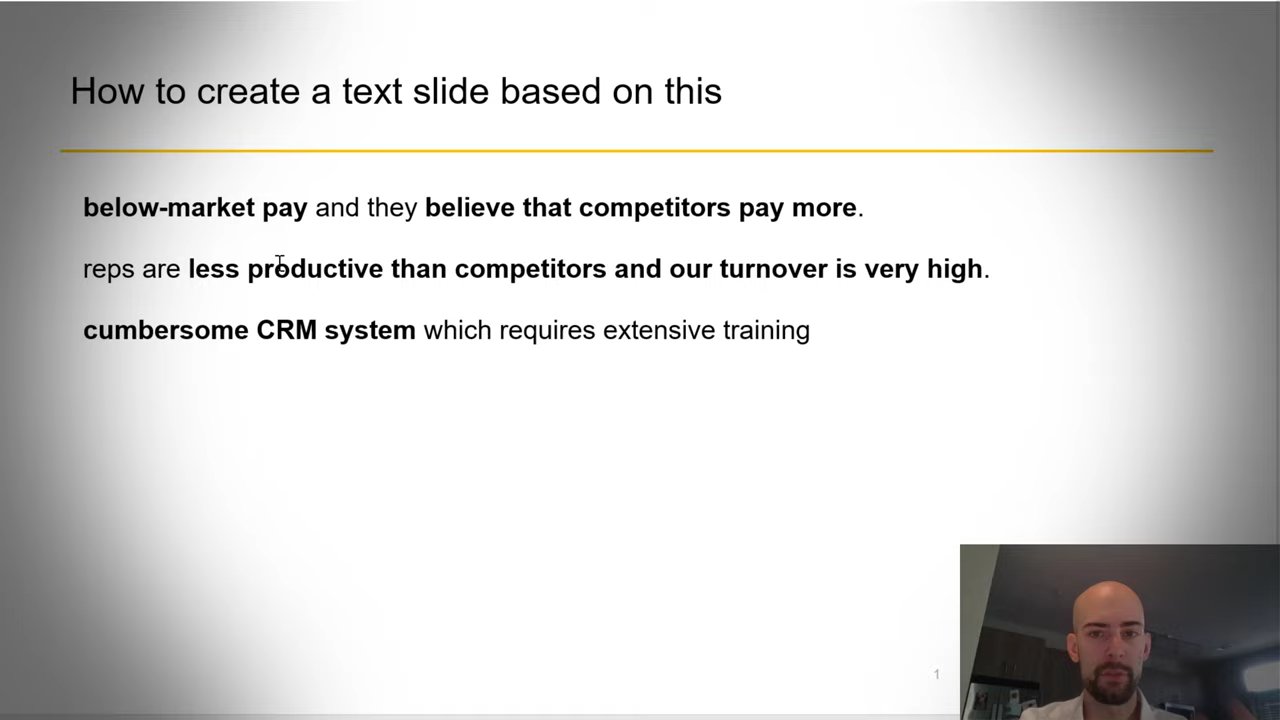 How to create a text slide based on this
below-market pay and they believe that competitors pay more.
reps are less productive than competitors and our turnover is very high.
cumbersome CRM system which requires extensive training
1